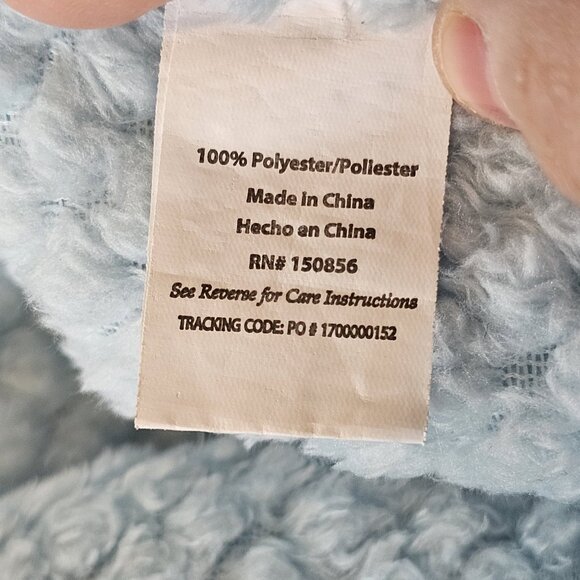 100% Polyester/Poliester
Made in China
Hecho en China
RN# 150856
See Reverse for Care Instructions
TRACKING CODE: PO # 1700000152